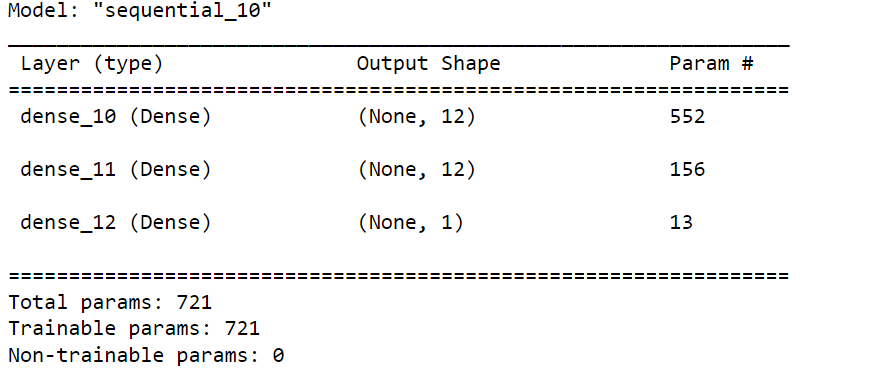 Model: "sequential_10"
_________________________________________________________________
Layer (type)                Output Shape              Param #
=================================================================
dense_10 (Dense)            (None, 12)                552
dense_11 (Dense)            (None, 12)                156
dense_12 (Dense)            (None, 1)                 13
=================================================================
Total params: 721
Trainable params: 721
Non-trainable params: 0